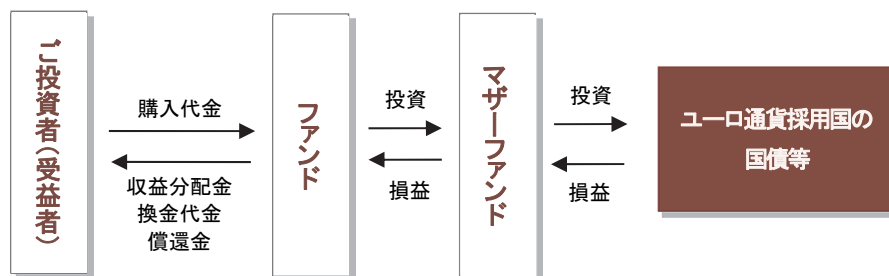 ご投資者(受益者)
購入代金
収益分配金
換金代金
償還金
ファンド
投資
損益
マザーファンド
投資
損益
ユーロ通貨採用国の
国債等